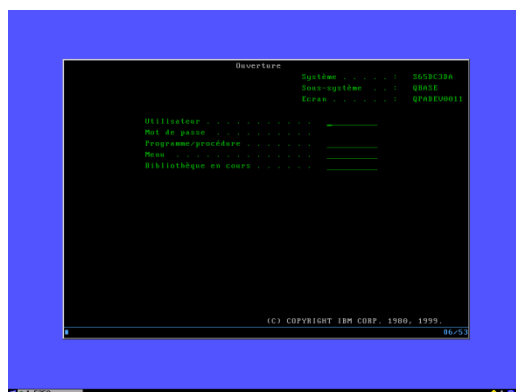 Ouverture
Système . . . . . :
Sous-système . . : QBASE
Ecran . . . . . . : QPADEV0011
Utilisateur . . . . . . . . . . .
Mot de passe . . . . . . . . .
Programme/procédure . . . . . . .
Menu . . . . . . . . . . . . .
Bibliothèque en cours . . . . . .
(C) COPYRIGHT IBM CORP. 1980, 1999.
06/53